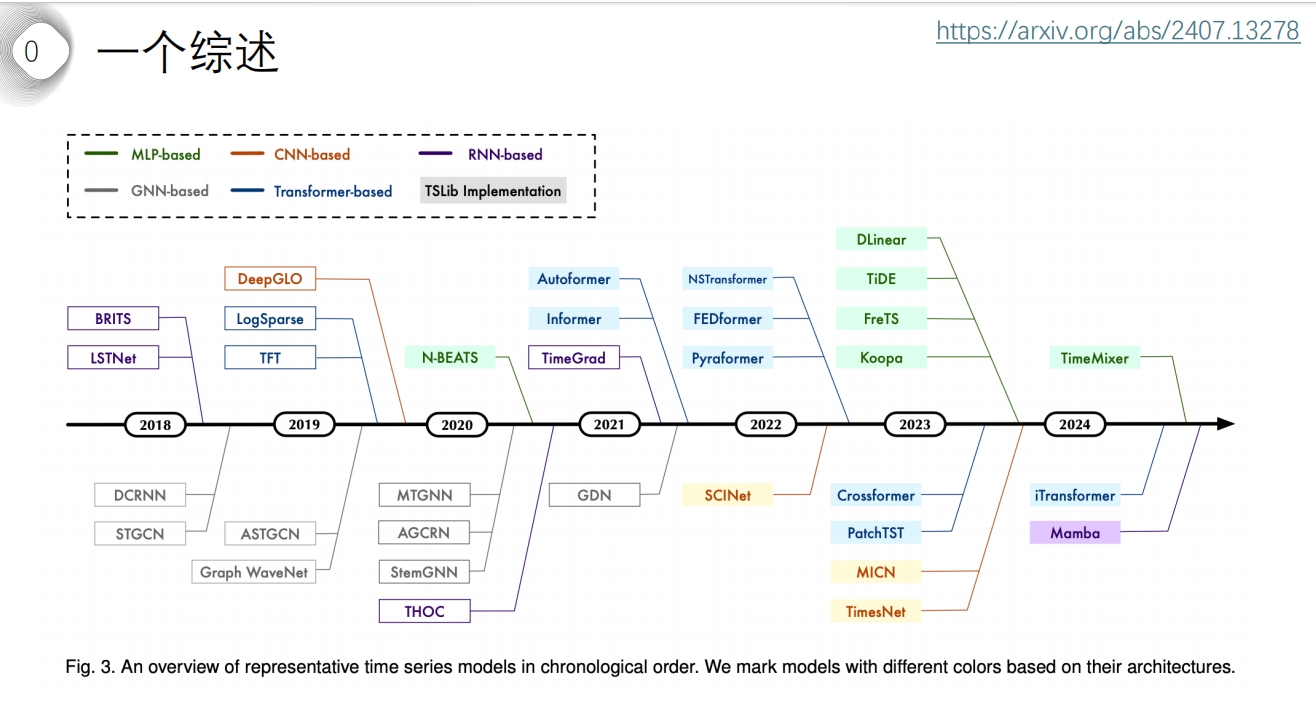 0
一个综述
https://arxiv.org/abs/2407.13278
MLP-based
CNN-based
RNN-based
GNN-based
Transformer-based
TSLib Implementation
DLinear
DeepGLO
Autoformer
NSTransformer
TiDE
BRITS
LogSparse
Informer
FEDformer
FreTS
LSTNet
TFT
N-BEATS
TimeGrad
Pyraformer
Koopa
TimeMixer
2018
2019
2020
2021
2022
2023
2024
DCRNN
MTGNN
GDN
SCINet
Crossformer
iTransformer
STGCN
ASTGCN
AGCRN
PatchTST
Mamba
Graph WaveNet
StemGNN
MICN
THOC
TimesNet
Fig. 3. An overview of representative time series models in chronological order. We mark models with different colors based on their architectures.